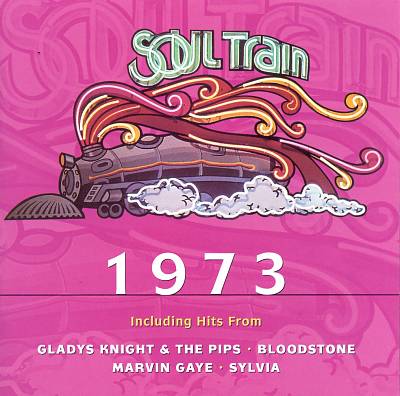 SOUL TRAIN
1973
Including Hits From
GLADYS KNIGHT & THE PIPS · BLOODSTONE
MARVIN GAYE · SYLVIA